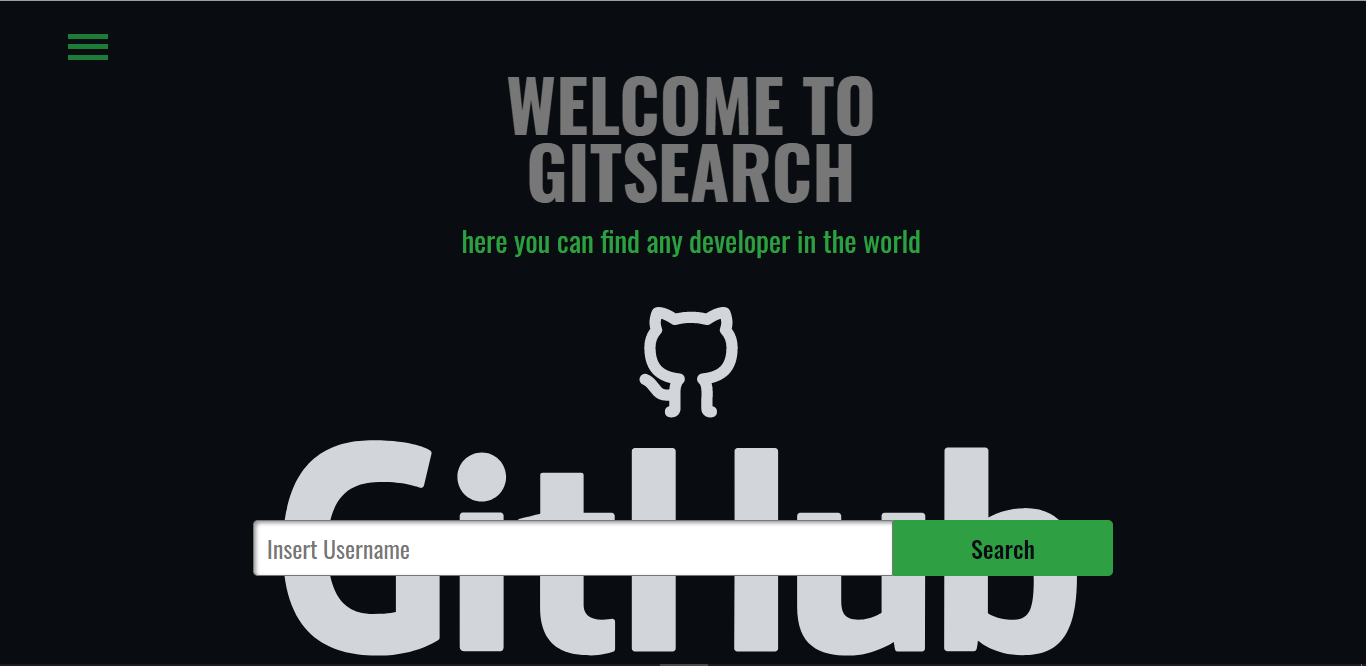 WELCOME TO
GITSEARCH
here you can find any developer in the world
GitHub
Insert Username
Search